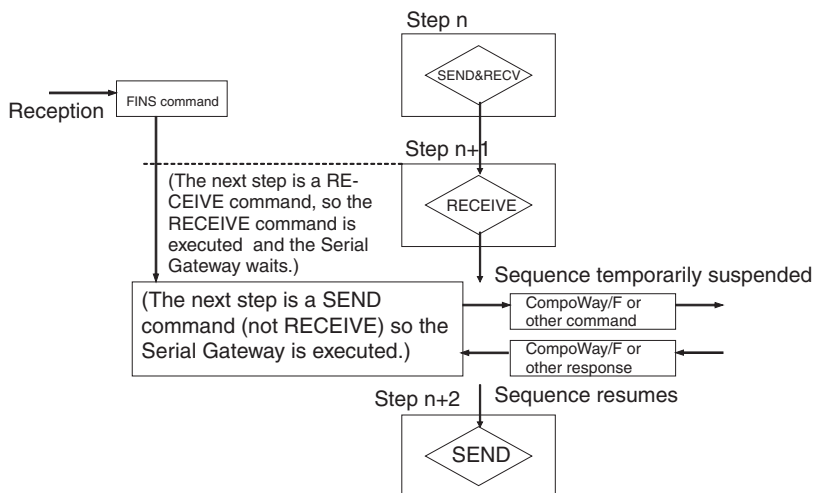 Step n
SEND&RECV
Reception
FINS command
Step n+1
(The next step is a RE-
CEIVE command, so the
RECEIVE command is
executed and the Serial
Gateway waits.)
RECEIVE
Sequence temporarily suspended
(The next step is a SEND
command (not RECEIVE) so the
Serial Gateway is executed.)
CompoWay/F or
other command
CompoWay/F or
other response
Sequence resumes
Step n+2
SEND